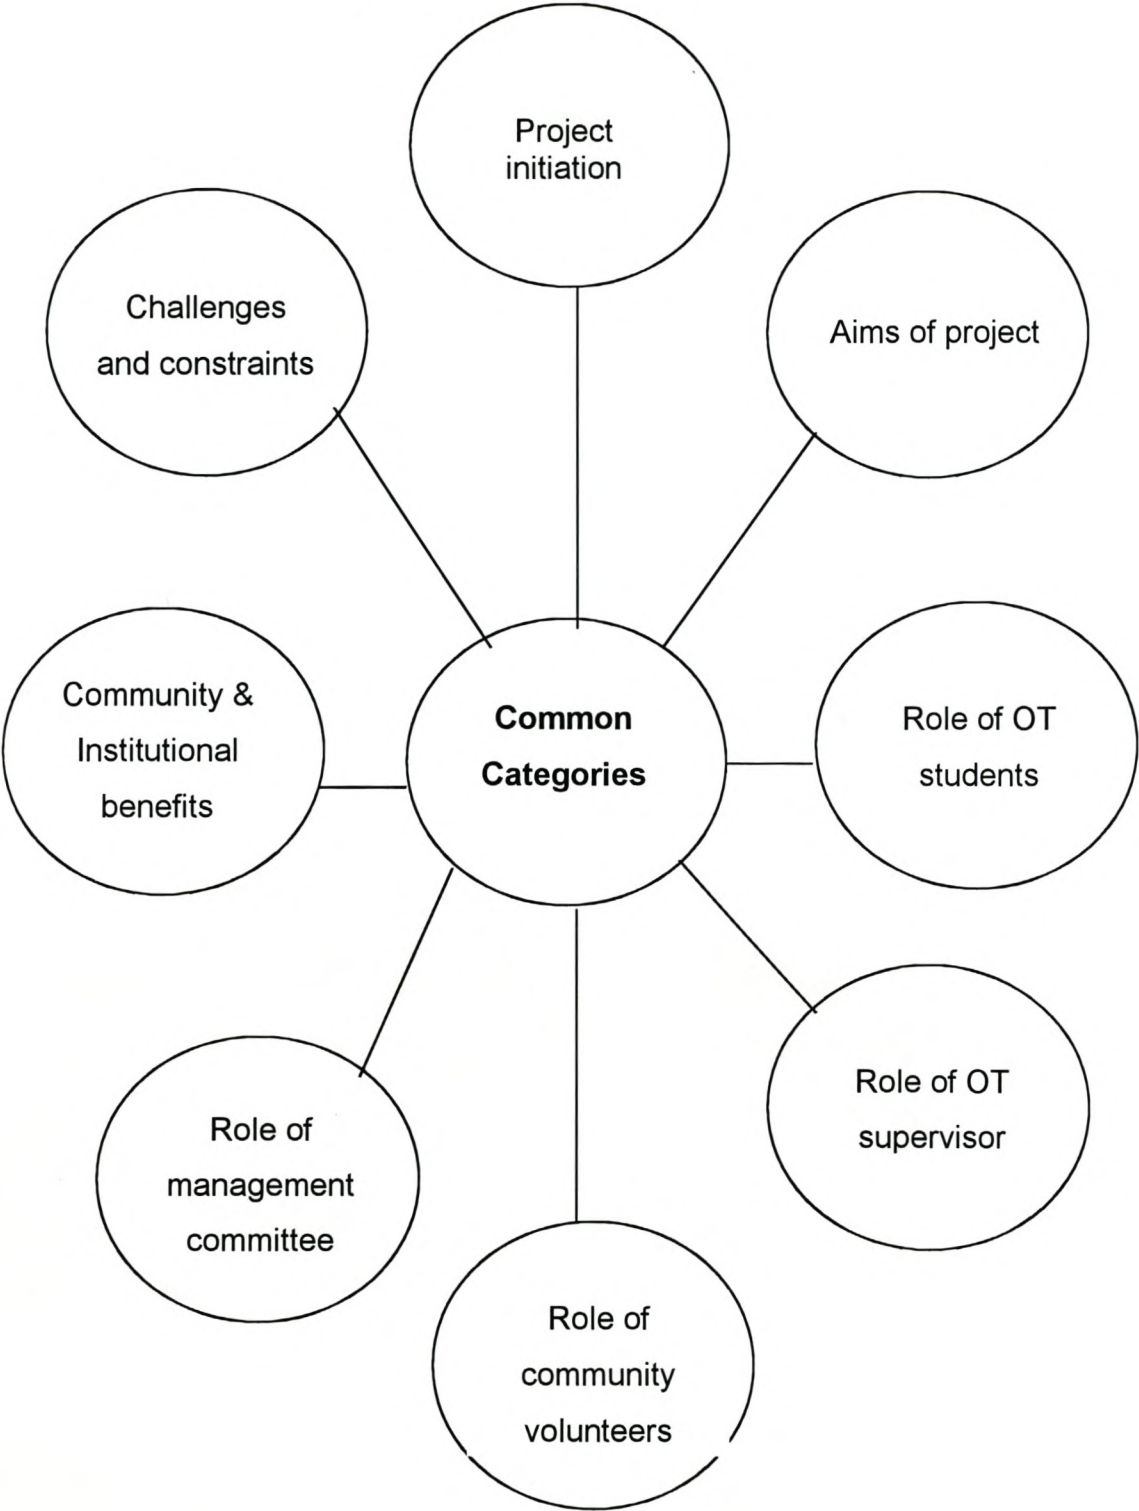 Project
initiation
Challenges
and constraints
Aims of project
Community &
Institutional
benefits
Common
Categories
Role of OT
students
Role of OT
supervisor
Role of
management
committee
Role of
community
volunteers